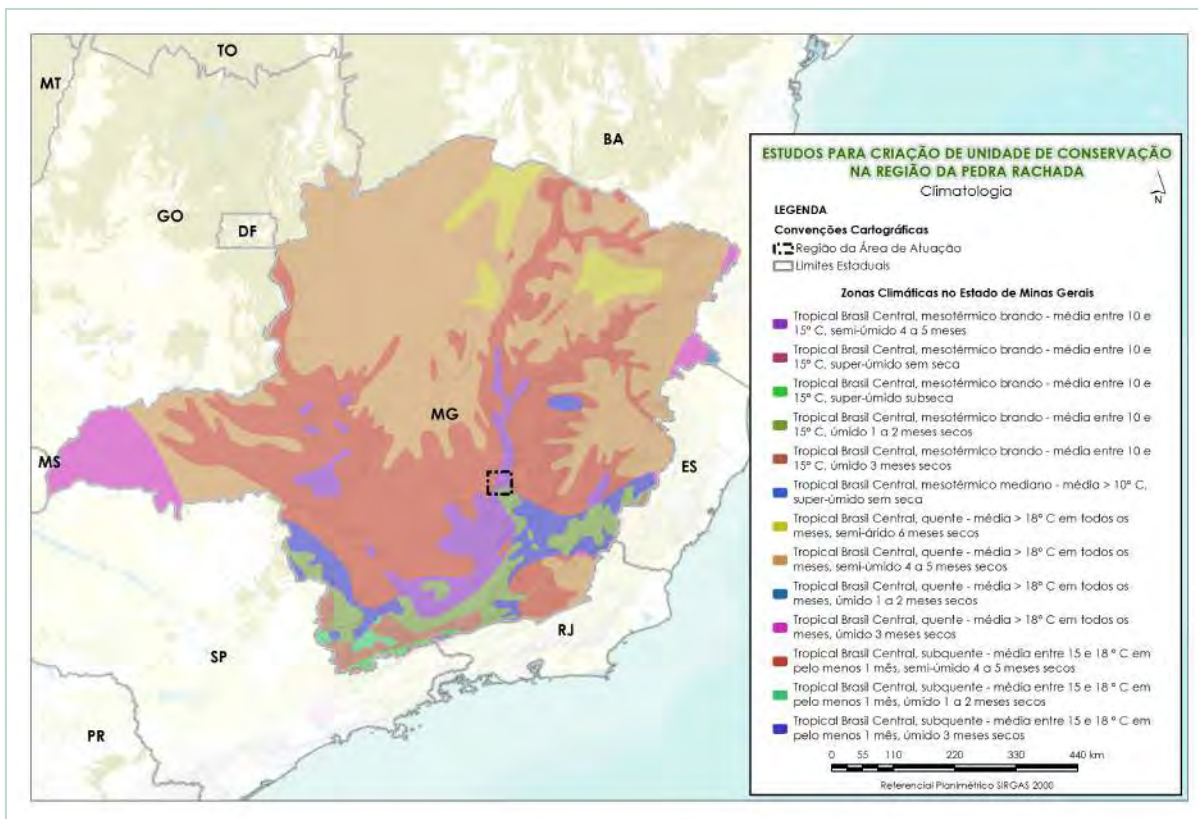 TO
MT
BA
GO
DF
MG
MS
ES
SP
RJ
PR
ESTUDOS PARA CRIAÇÃO DE UNIDADE DE CONSERVAÇÃO
NA REGIÃO DA PEDRA RACHADA
Climatologia
N
LEGENDA
Convenções Cartográficas
Região da Área de Atuação
Limites Estaduais
Zonas Climáticas no Estado de Minas Gerais
Tropical Brasil Central, mesotérmico brando - média entre 10 e
15º C, semi-úmido 4 a 5 meses
Tropical Brasil Central, mesotérmico brando - média entre 10 e
15º C, super-úmido sem seca
Tropical Brasil Central, mesotérmico brando - média entre 10 e
15º C, super-úmido subseca
Tropical Brasil Central, mesotérmico brando - média entre 10 e
15º C, úmido 1 a 2 meses secos
Tropical Brasil Central, mesotérmico brando - média entre 10 e
15º C, úmido 3 meses secos
Tropical Brasil Central, mesotérmico mediano - média > 10º C,
super-úmido sem seca
Tropical Brasil Central, quente - média > 18º C em todos os
meses, semi-árido 6 meses secos
Tropical Brasil Central, quente - média > 18º C em todos os
meses, semi-úmido 4 a 5 meses secos
Tropical Brasil Central, quente - média > 18º C em todos os
meses, úmido 1 a 2 meses secos
Tropical Brasil Central, quente - média > 18º C em todos os
meses, úmido 3 meses secos
Tropical Brasil Central, subquente - média entre 15 e 18 º C em
pelo menos 1 mês, semi-úmido 4 a 5 meses secos
Tropical Brasil Central, subquente - média entre 15 e 18 º C em
pelo menos 1 mês, úmido 1 a 2 meses secos
Tropical Brasil Central, subquente - média entre 15 e 18 º C em
pelo menos 1 mês, úmido 3 meses secos
0 55 110 220 330 440 km
Referencial Planimétrico SIRGAS 2000